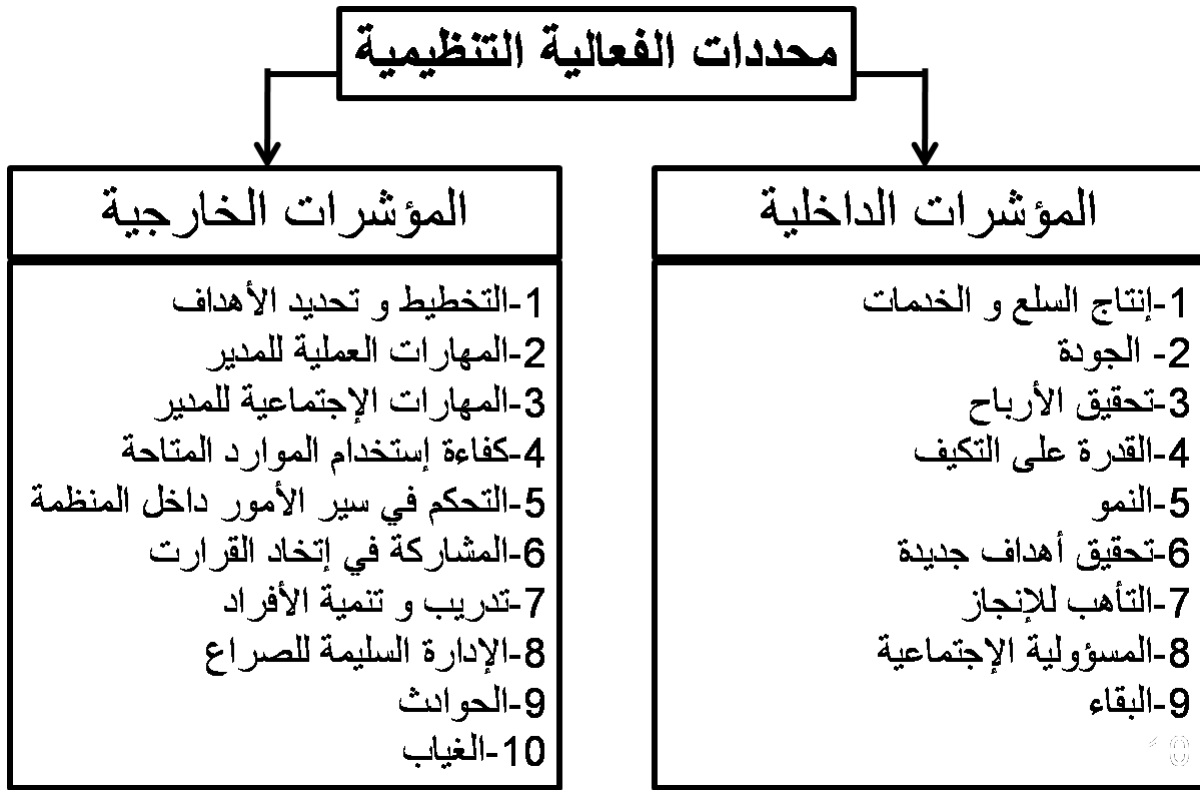 محددات الفعالية التنظيمية
المؤشرات الداخلية
1-إنتاج السلع و الخدمات
2- الجودة
3-تحقيق الأرباح
4-القدرة على التكيف
5-النمو
6-تحقيق أهداف جديدة
7-التأهب للإنجاز
8-المسؤولية الإجتماعية
9-البقاء
10
المؤشرات الخارجية
1-التخطيط و تحديد الأهداف
2-المهارات العملية للمدير
3-المهارات الإجتماعية للمدير
4-كفاءة إستخدام الموارد المتاحة
5-التحكم في سير الأمور داخل المنظمة
6-المشاركة في إتخاد القرارت
7-تدريب و تنمية الأفراد
8-الإدارة السليمة للصراع
9-الحوادث
10-الغياب